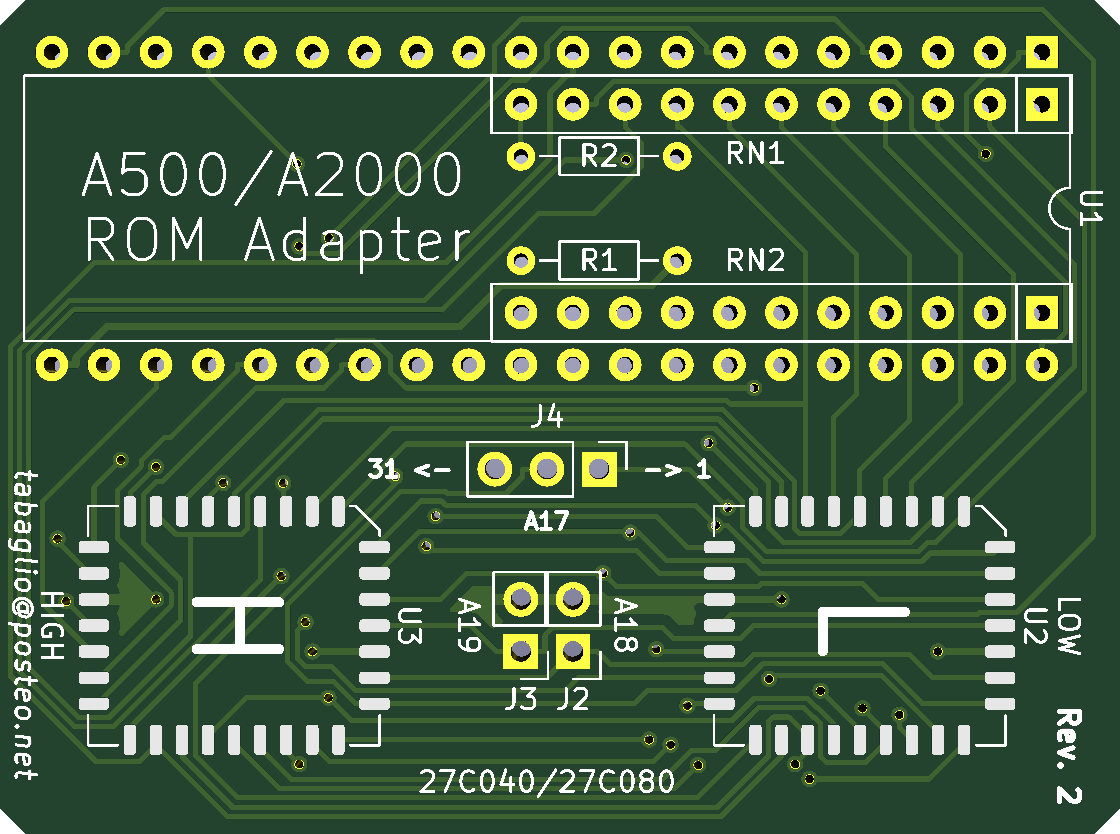 R2
RN1
A500/A2000
ROM Adapter
U1
R1
RN2
J4
31 <-
-> 1
A17
tabaglio@posteo.net
HIGH
H
U3
A19
A18
J3
J2
L
U2
LOW
Rev. 2
27C040/27C080